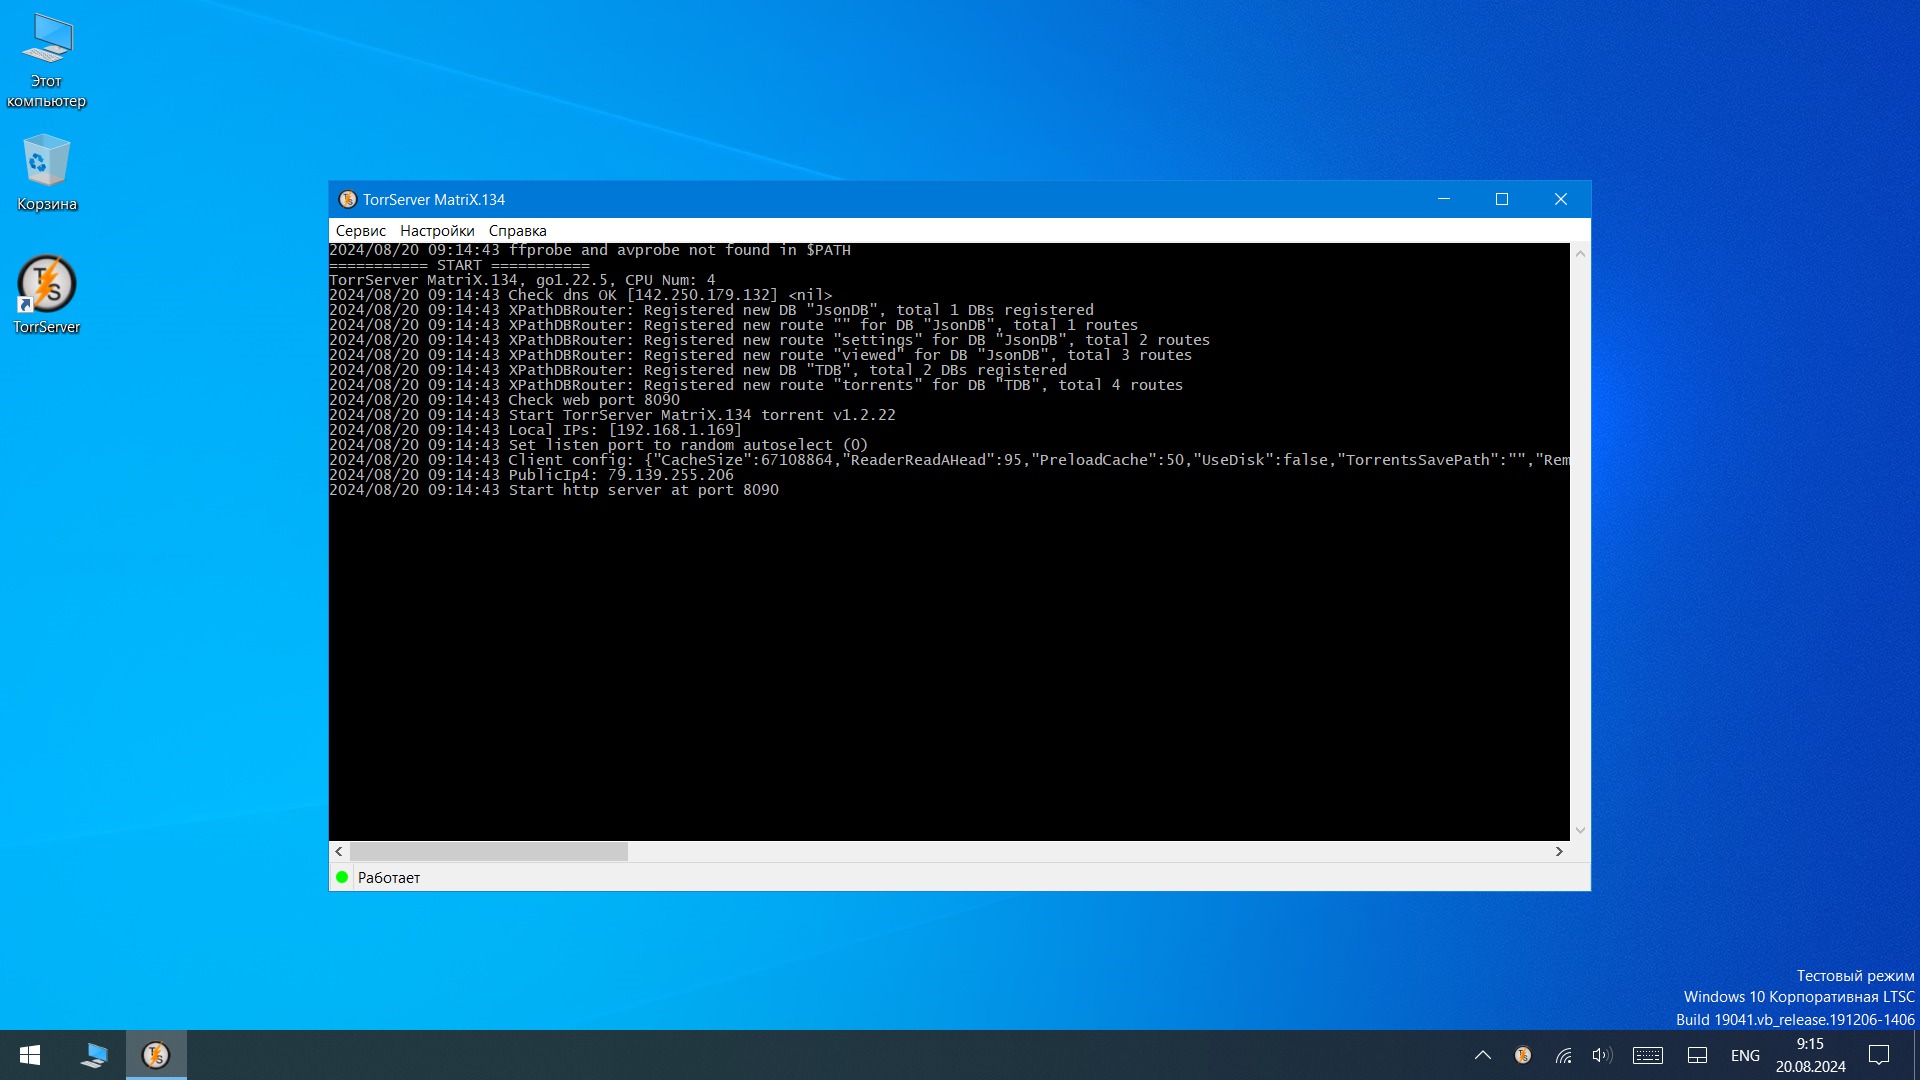 Этот
компьютер
Корзина
TorrServer
TorrServer MatriX.134
Сервис Настройки Справка
2024/08/20 09:14:43 ffprobe and avprobe not found in $PATH
=========== START ===========
TorrServer MatriX.134, go1.22.5, CPU Num: 4
2024/08/20 09:14:43 Check dns OK [142.250.179.132] <nil>
2024/08/20 09:14:43 XPathDBRouter: Registered new DB "JsonDB", total 1 DBs registered
2024/08/20 09:14:43 XPathDBRouter: Registered new route "" for DB "JsonDB", total 1 routes
2024/08/20 09:14:43 XPathDBRouter: Registered new route "settings" for DB "JsonDB", total 2 routes
2024/08/20 09:14:43 XPathDBRouter: Registered new route "viewed" for DB "JsonDB", total 3 routes
2024/08/20 09:14:43 XPathDBRouter: Registered new DB "TDB", total 2 DBs registered
2024/08/20 09:14:43 XPathDBRouter: Registered new route "torrents" for DB "TDB", total 4 routes
2024/08/20 09:14:43 Check web port 8090
2024/08/20 09:14:43 Start TorrServer MatriX.134 torrent v1.2.22
2024/08/20 09:14:43 Local IPs: [192.168.1.169]
2024/08/20 09:14:43 Set listen port to random autoselect (0)
2024/08/20 09:14:43 Client config: {"CacheSize":67108864,"ReaderReadAHead":95,"PreloadCache":50,"UseDisk":false,"TorrentsSavePath":"","Rem
2024/08/20 09:14:43 PublicIp4: 79.139.255.206
2024/08/20 09:14:43 Start http server at port 8090
Работает
Тестовый режим
Windows 10 Корпоративная LTSC
Build 19041.vb_release.191206-1406
ENG
9:15
20.08.2024